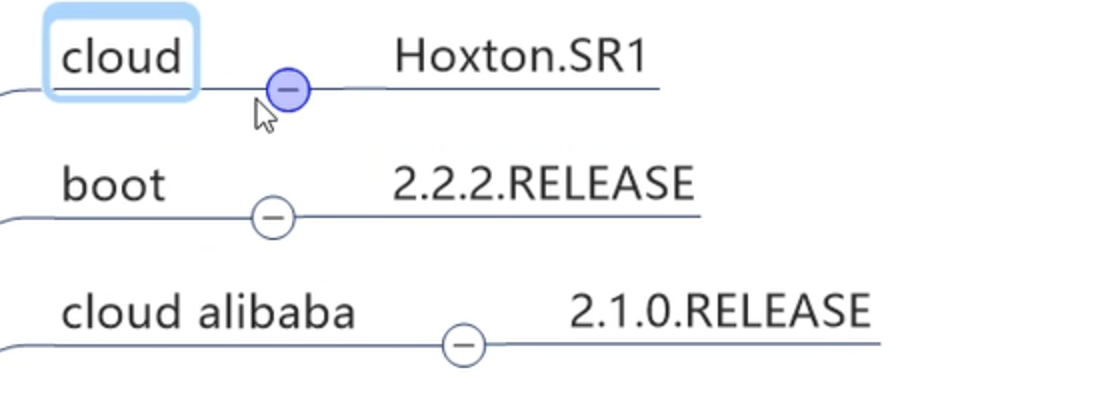 cloud Hoxton.SR1
boot 2.2.2.RELEASE
cloud alibaba 2.1.0.RELEASE